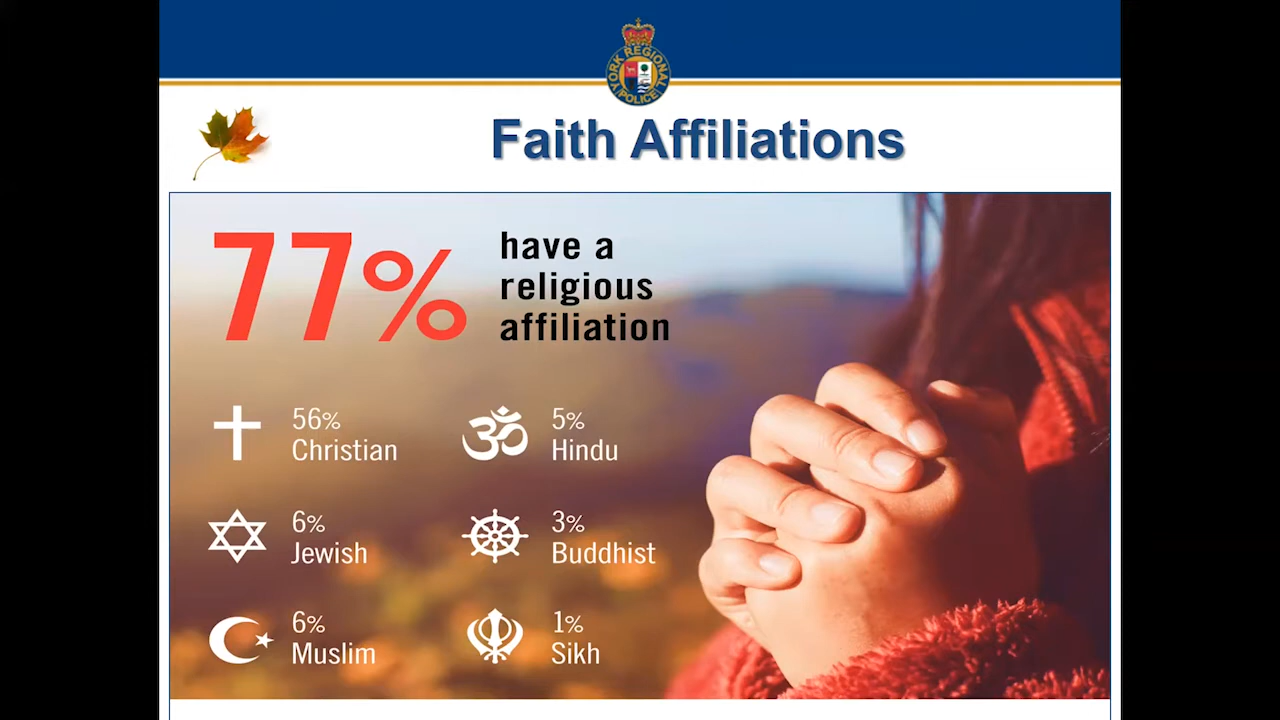 YORK REGIONAL
POLICE
Faith Affiliations
77%
have a
religious
affiliation
56%
Christian
5%
Hindu
6%
Jewish
3%
Buddhist
6%
Muslim
1%
Sikh